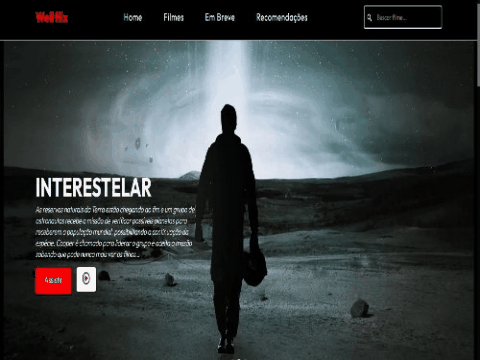 Wellflix
Home Filmes Em Breve Recomendações
Buscar filme...
INTERESTELAR
As reservas naturais da Terra estão chegando ao fim e um grupo de
astronautas recebe a missão de verificar possíveis planetas para
receberem a população mundial, possibilitando a continuação da
espécie. Cooper é chamado para liderar o grupo e aceita a missão
sabendo que pode nunca mais ver os filhos...
Assistir